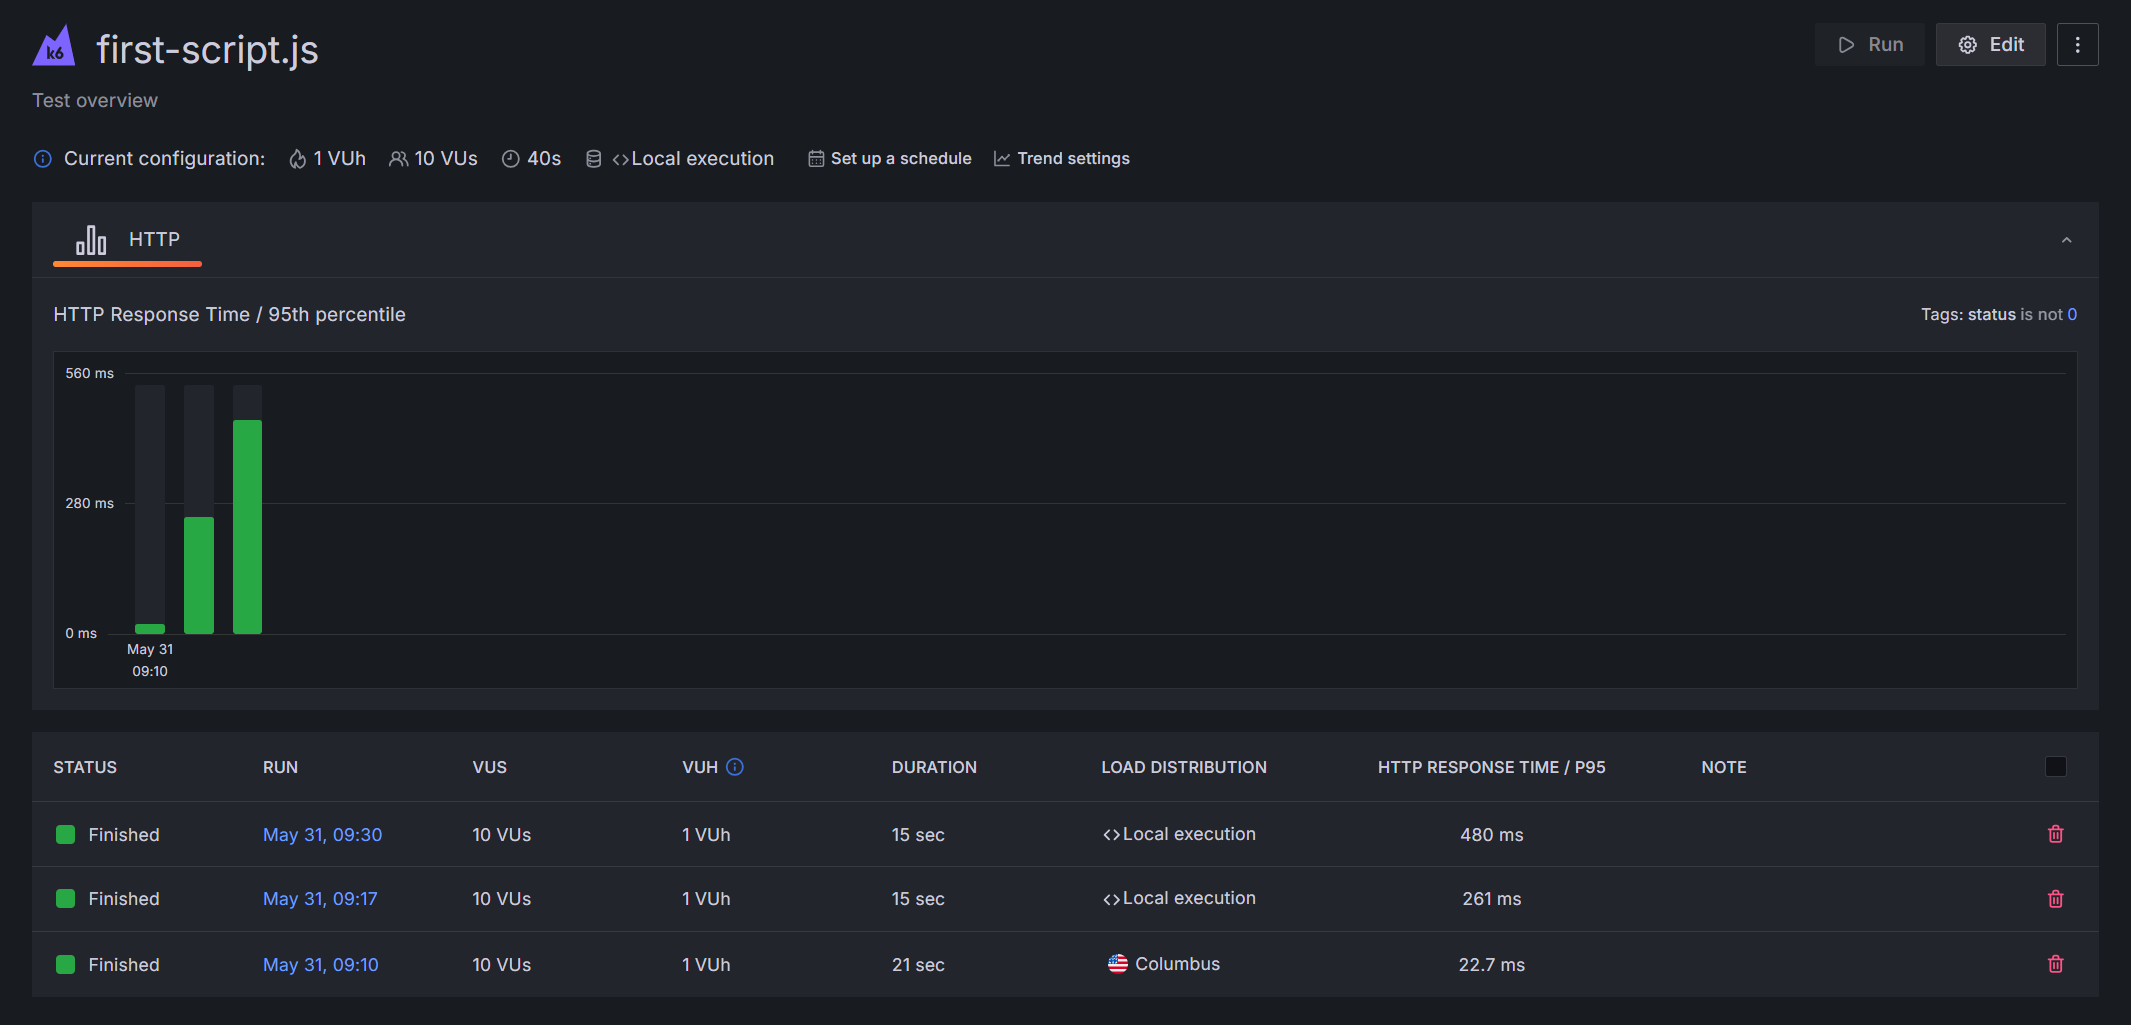 k6 first-script.js
Run
Edit
Test overview
Current configuration: 1 VUh 10 VUs 40s <>Local execution Set up a schedule Trend settings
HTTP
HTTP Response Time / 95th percentile
Tags: status is not 0
560 ms
280 ms
0 ms
May 31
09:10
STATUS RUN VUS VUH DURATION LOAD DISTRIBUTION HTTP RESPONSE TIME / P95 NOTE
Finished May 31, 09:30 10 VUs 1 VUh 15 sec <>Local execution 480 ms
Finished May 31, 09:17 10 VUs 1 VUh 15 sec <>Local execution 261 ms
Finished May 31, 09:10 10 VUs 1 VUh 21 sec Columbus 22.7 ms